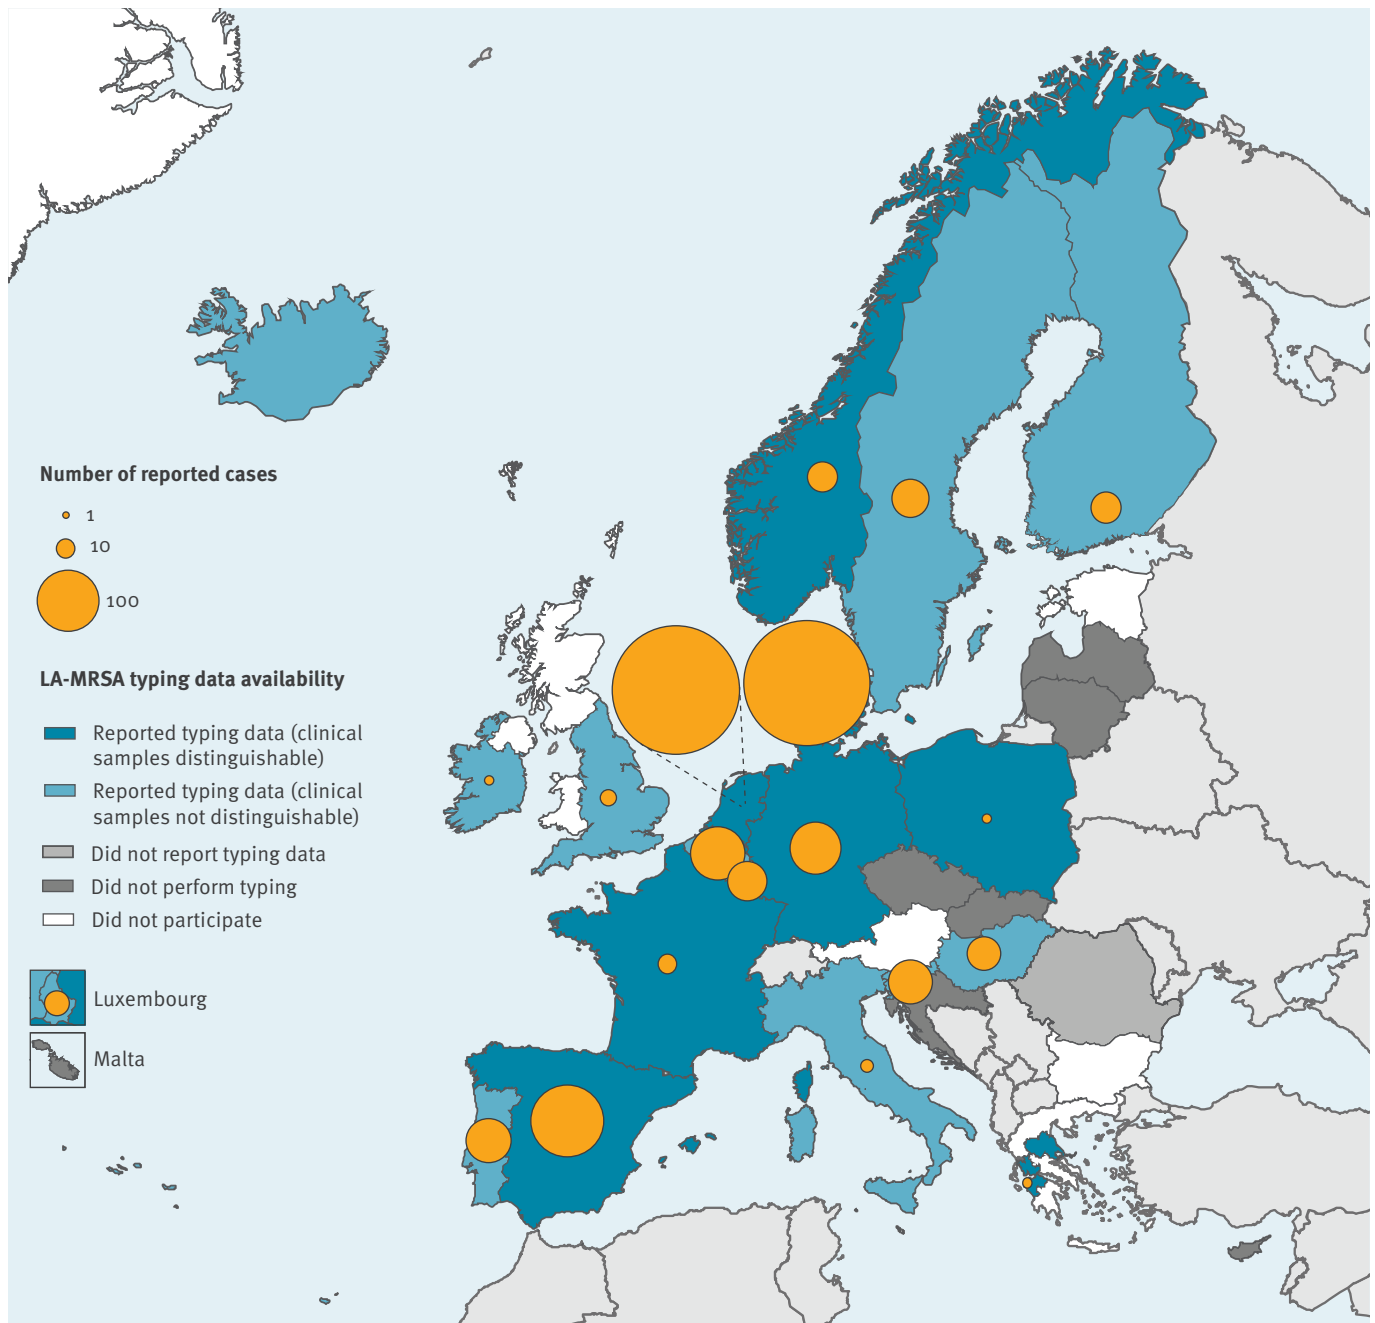 Number of reported cases
1
10
100
LA-MRSA typing data availability
Reported typing data (clinical
samples distinguishable)
Reported typing data (clinical
samples not distinguishable)
Did not report typing data
Did not perform typing
Did not participate
Luxembourg
Malta